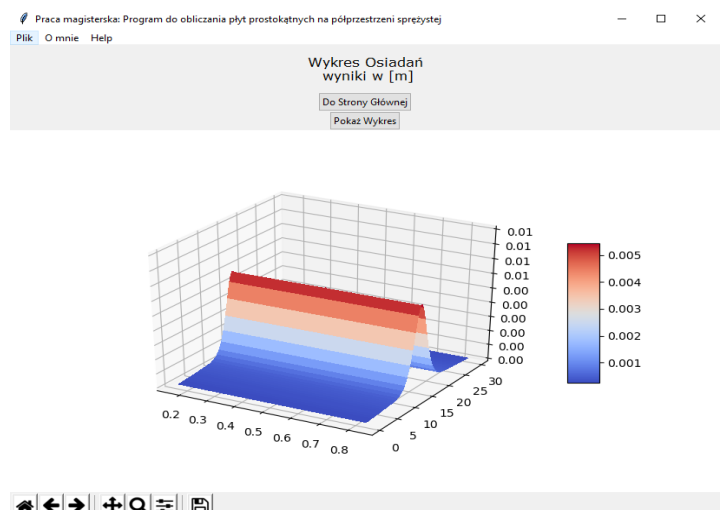 Praca magisterska: Program do obliczania płyt prostokątnych na półprzestrzeni sprężystej
Plik O mnie Help
Wykres Osiadań
wyniki w [m]
Do Strony Głównej
Pokaż Wykres
0.01
0.01
0.01
0.01
0.00
0.00
0.00
0.00
0.00
0.00
0.005
0.004
0.003
0.002
0.001
0.2 0.3 0.4 0.5 0.6 0.7 0.8
0 5 10 15 20 25 30